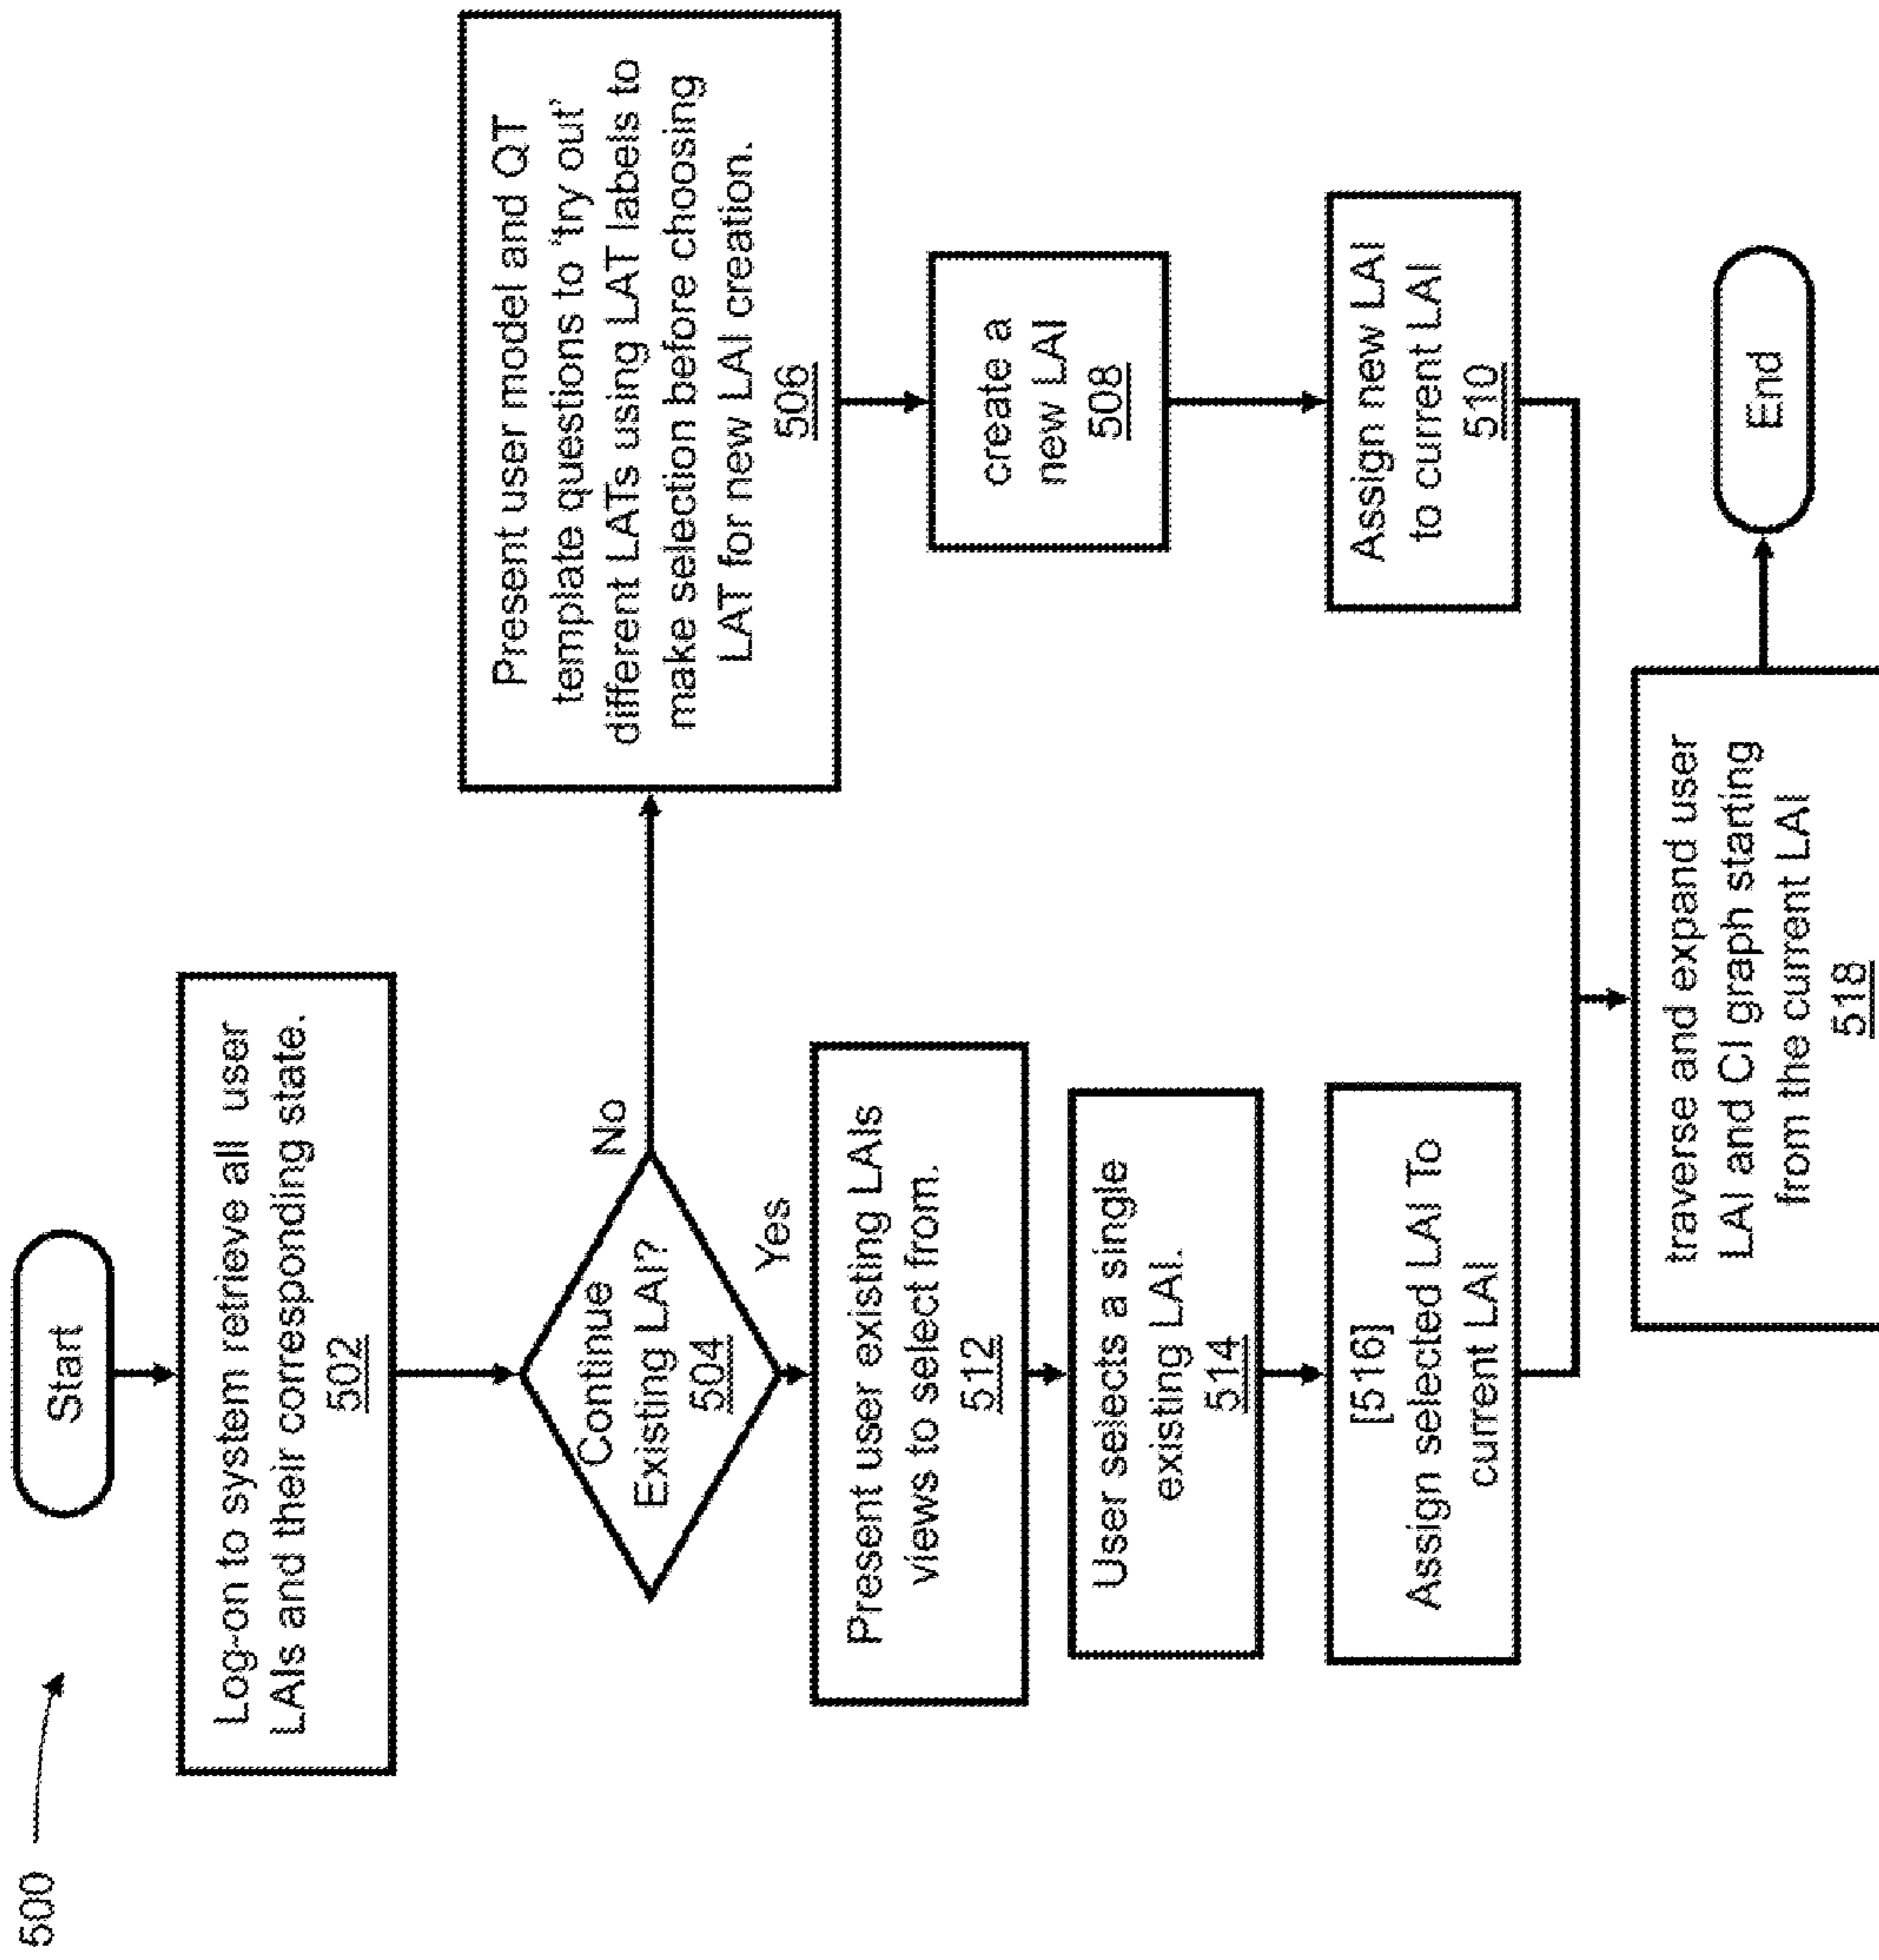 500
Start
Log-on to system retrieve all user
LAIs and their corresponding state.
502
Continue
Existing LAI?
504
No
Yes
Present user model and QT
template questions to 'try out'
different LATs using LAT labels to
make selection before choosing
LAT for new LAI creation.
506
create a
new LAI
508
Assign new LAI
to current LAI
510
Present user existing LAIs
views to select from.
512
User selects a single
existing LAI.
514
[516]
Assign selected LAI To
current LAI
traverse and expand user
LAI and CI graph starting
from the current LAI
518
End